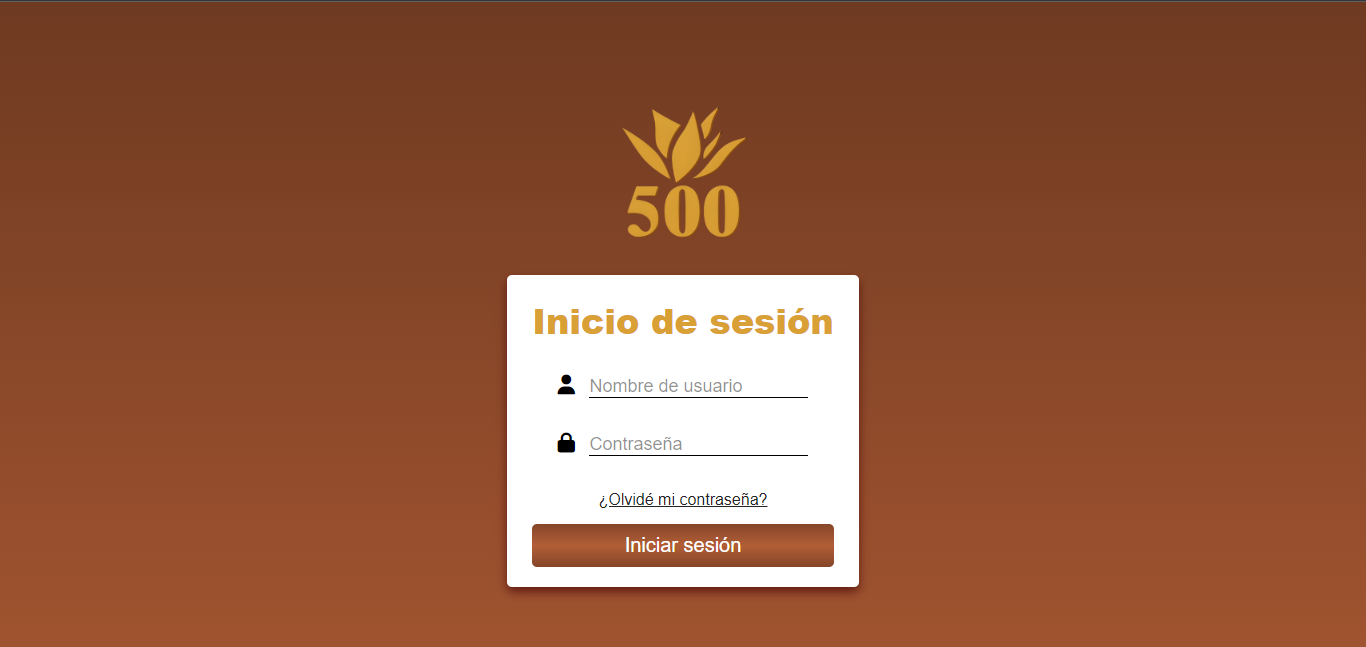 500
Inicio de sesión
Nombre de usuario
Contraseña
¿Olvidé mi contraseña?
Iniciar sesión